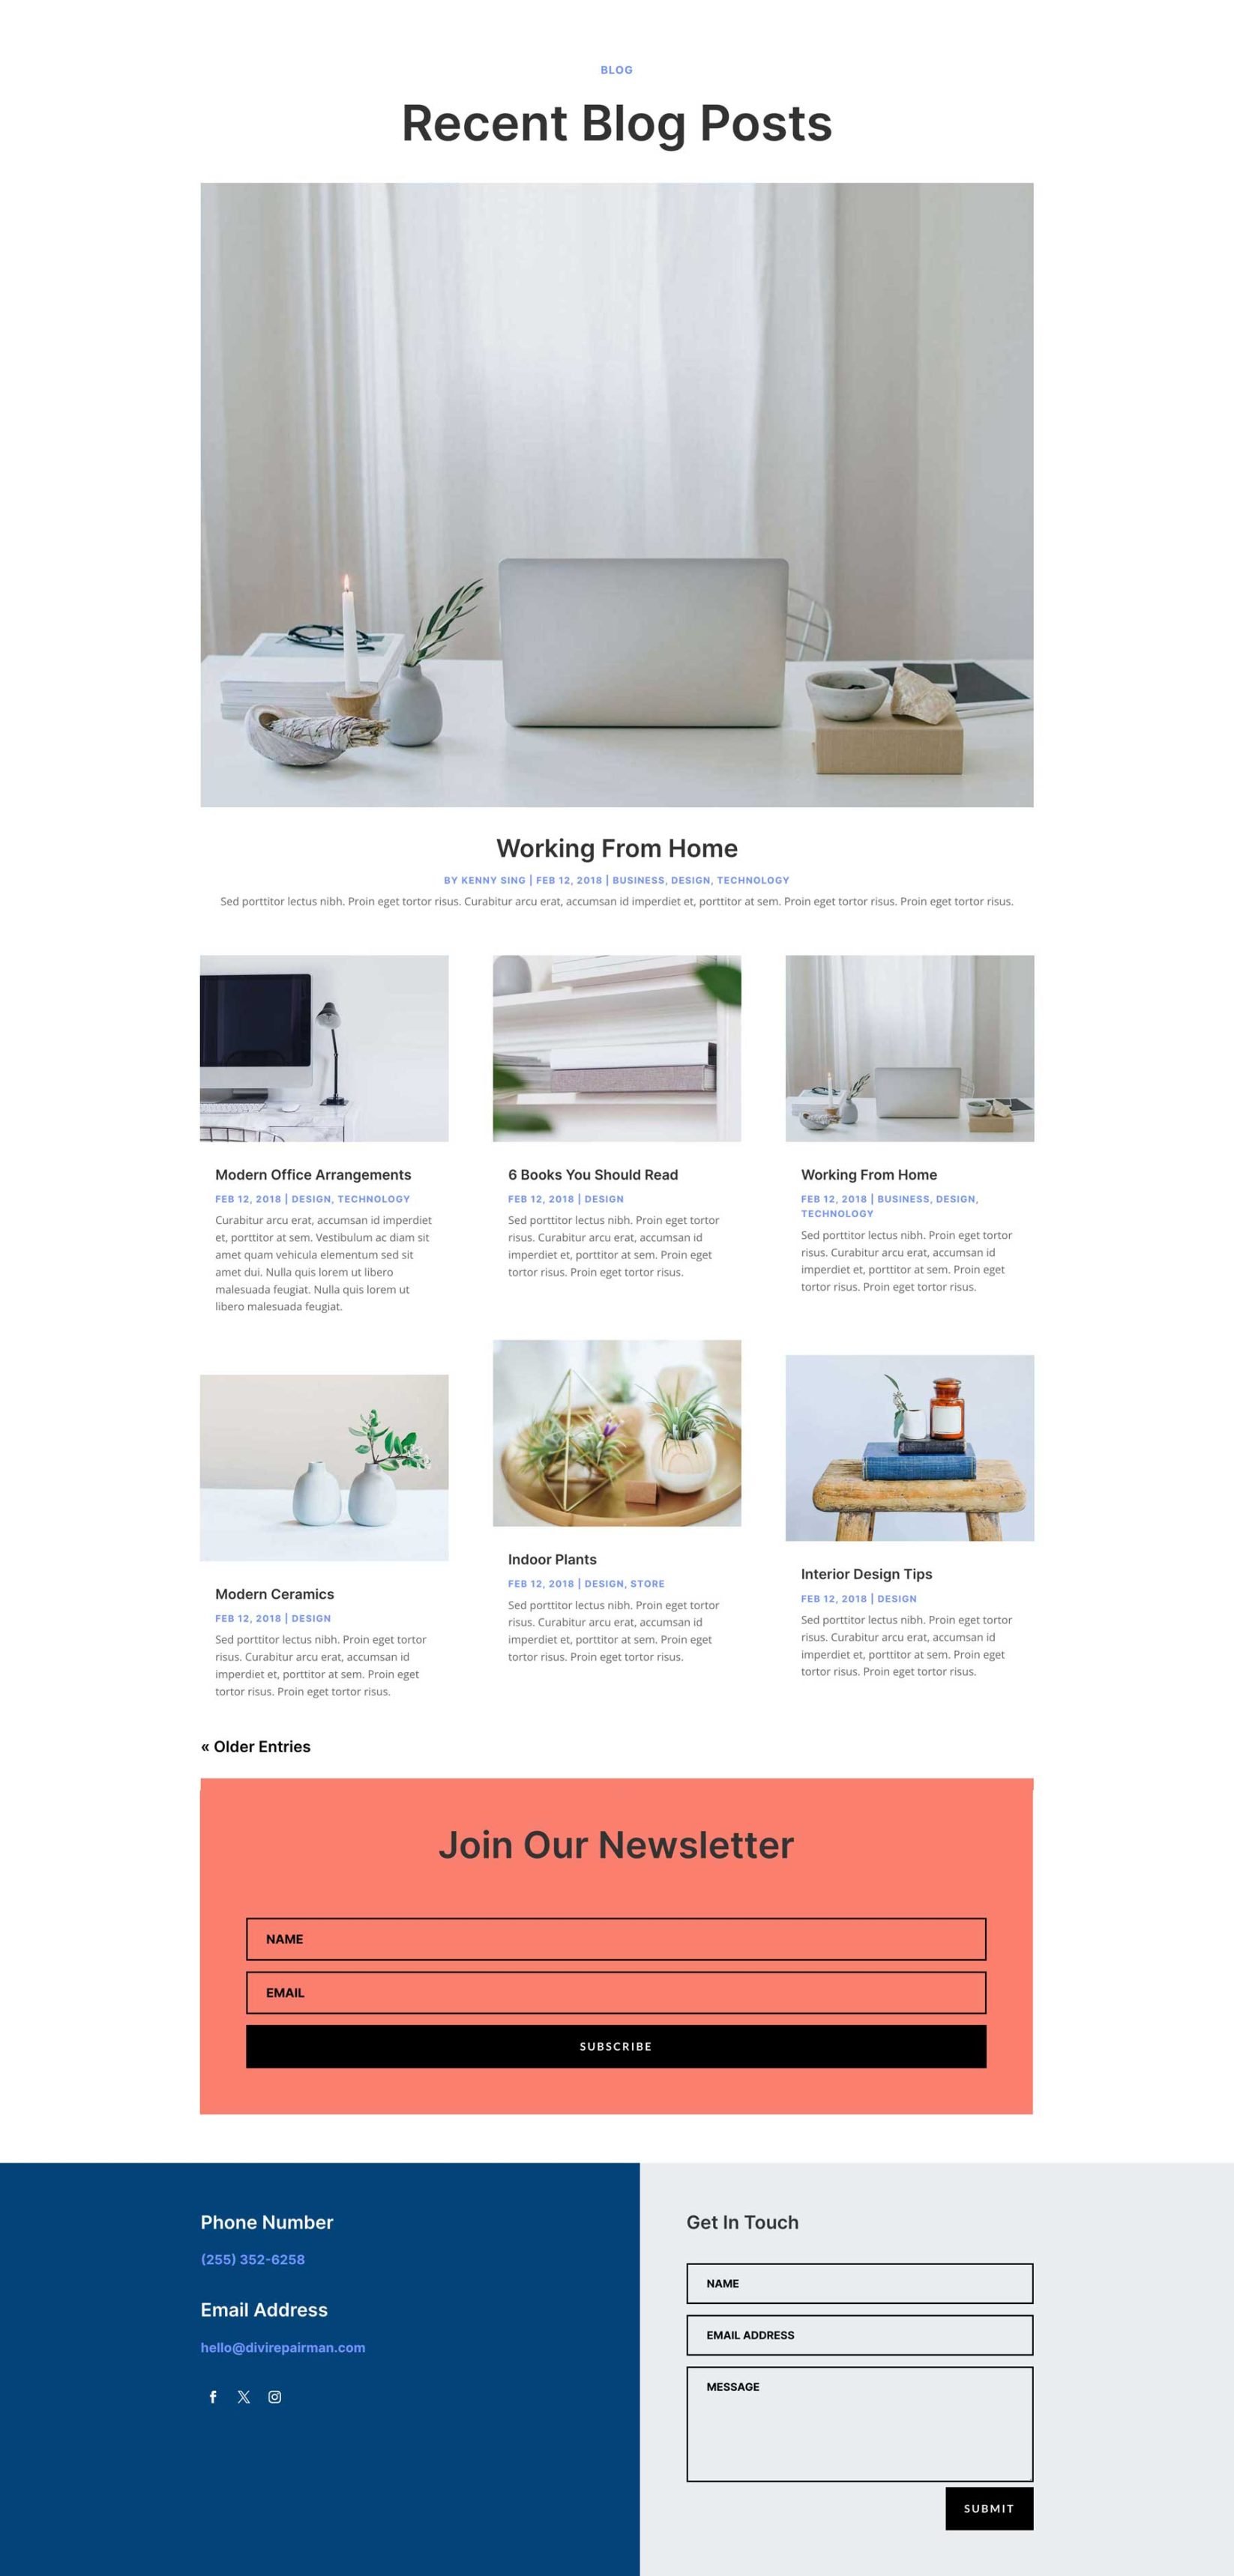 BLOG
Recent Blog Posts
Working From Home
BY KENNY SING | FEB 12, 2018 | BUSINESS, DESIGN, TECHNOLOGY
Sed porttitor lectus nibh. Proin eget tortor risus. Curabitur arcu erat, accumsan id imperdiet et, porttitor at sem. Proin eget tortor risus. Proin eget tortor risus.
Modern Office Arrangements
FEB 12, 2018 | DESIGN, TECHNOLOGY
Curabitur arcu erat, accumsan id imperdiet
et, porttitor at sem. Vestibulum ac diam sit
amet quam vehicula elementum sed sit
amet dui. Nulla quis lorem ut libero
malesuada feugiat. Nulla quis lorem ut
libero malesuada feugiat.
6 Books You Should Read
FEB 12, 2018 | DESIGN
Sed porttitor lectus nibh. Proin eget tortor
risus. Curabitur arcu erat, accumsan id
imperdiet et, porttitor at sem. Proin eget
tortor risus. Proin eget tortor risus.
Working From Home
FEB 12, 2018 | BUSINESS, DESIGN,
TECHNOLOGY
Sed porttitor lectus nibh. Proin eget tortor
risus. Curabitur arcu erat, accumsan id
imperdiet et, porttitor at sem. Proin eget
tortor risus. Proin eget tortor risus.
Modern Ceramics
FEB 12, 2018 | DESIGN
Sed porttitor lectus nibh. Proin eget tortor
risus. Curabitur arcu erat, accumsan id
imperdiet et, porttitor at sem. Proin eget
tortor risus. Proin eget tortor risus.
Indoor Plants
FEB 12, 2018 | DESIGN, STORE
Sed porttitor lectus nibh. Proin eget tortor
risus. Curabitur arcu erat, accumsan id
imperdiet et, porttitor at sem. Proin eget
tortor risus. Proin eget tortor risus.
Interior Design Tips
FEB 12, 2018 | DESIGN
Sed porttitor lectus nibh. Proin eget tortor
risus. Curabitur arcu erat, accumsan id
imperdiet et, porttitor at sem. Proin eget
tortor risus. Proin eget tortor risus.
« Older Entries
Join Our Newsletter
NAME
EMAIL
SUBSCRIBE
Phone Number
(255) 352-6258
Email Address
hello@divirepairman.com
Get In Touch
NAME
EMAIL ADDRESS
MESSAGE
SUBMIT